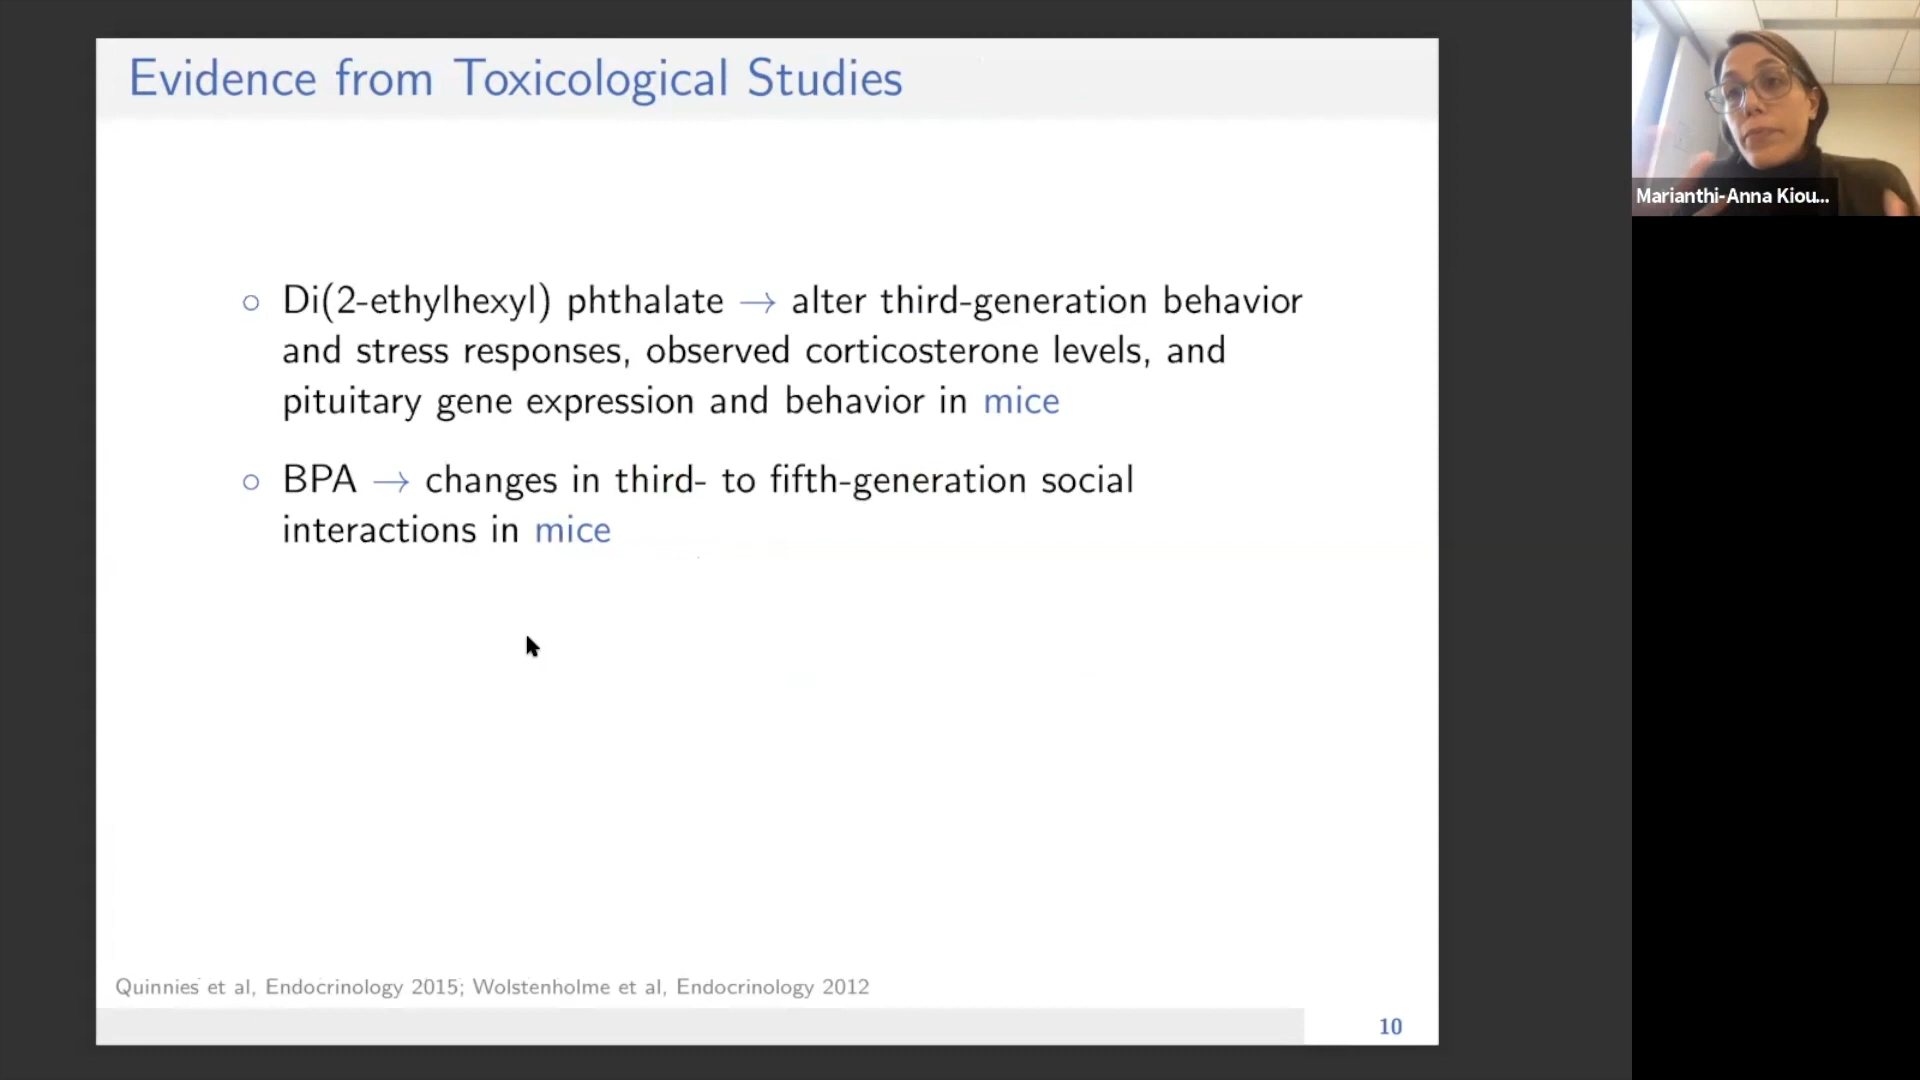 Evidence from Toxicological Studies
Marianthi-Anna Kiou...
○ Di(2-ethylhexyl) phthalate → alter third-generation behavior
and stress responses, observed corticosterone levels, and
pituitary gene expression and behavior in mice
○ BPA → changes in third- to fifth-generation social
interactions in mice
Quinnies et al, Endocrinology 2015; Wolstenholme et al, Endocrinology 2012
10